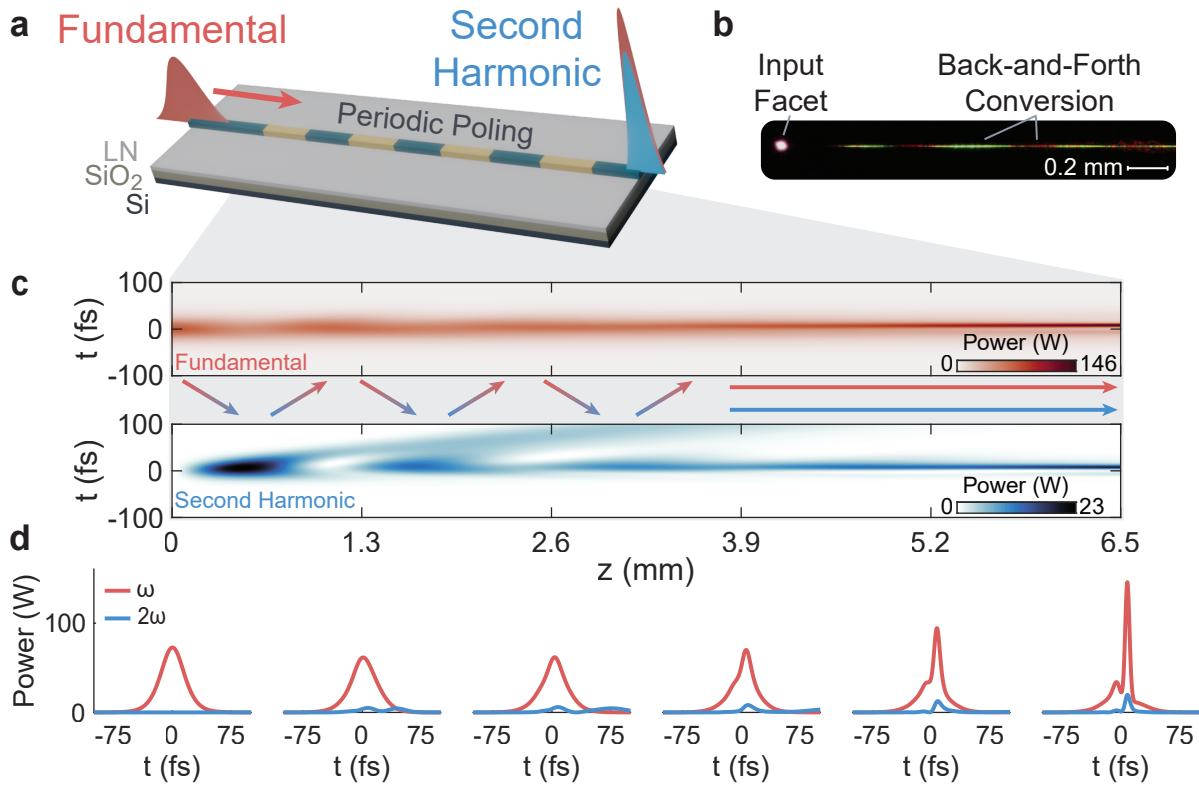 a
Fundamental
Second
Harmonic
Periodic Poling
LN
SiO2
Si
b
Input
Facet
Back-and-Forth
Conversion
0.2 mm
c
t (fs)
100
0
-100
Fundamental
Power (W)
0 146
t (fs)
100
0
-100
Second Harmonic
Power (W)
0 23
0 1.3 2.6 3.9 5.2 6.5
z (mm)
d
Power (W)
100
0
ω
2ω
-75 0 75 -75 0 75 -75 0 75 -75 0 75 -75 0 75 -75 0 75
t (fs) t (fs) t (fs) t (fs) t (fs) t (fs)